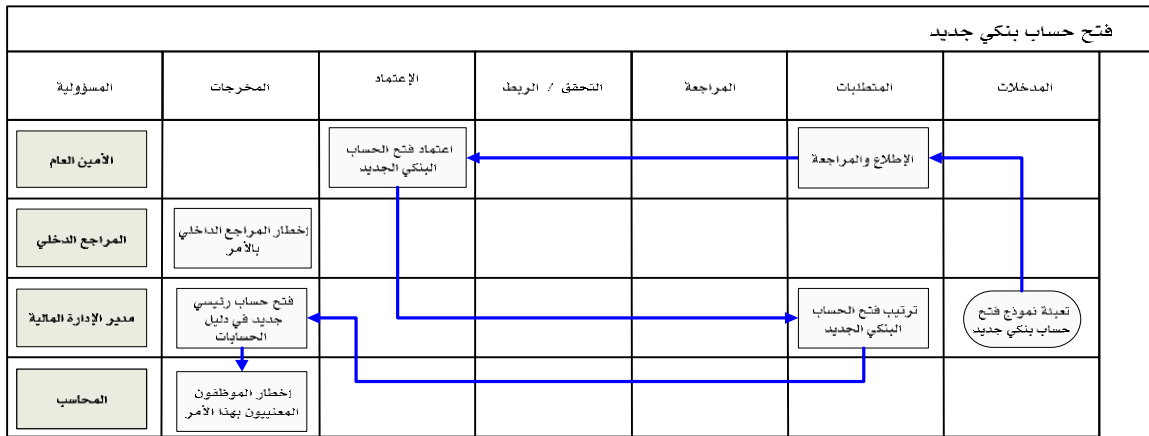 فتح حساب بنكي جديد
المدخلات
المتطلبات
المراجعة
التحقق / الربط
الإعتماد
المخرجات
المسؤولية
الإطلاع والمراجعة
اعتماد فتح الحساب
البنكي الجديد
الأمين العام
إخطار المراجع الداخلي
بالأمر
المراجع الدخلي
تعبئة نموذج فتح
حساب بنكي جديد
ترتيب فتح الحساب
البنكي الجديد
فتح حساب رئيسي
جديد في دليل
الحسابات
مدير الإدارة المالية
إخطار الموظفون
المعنييون بهذا الأمر
المحاسب